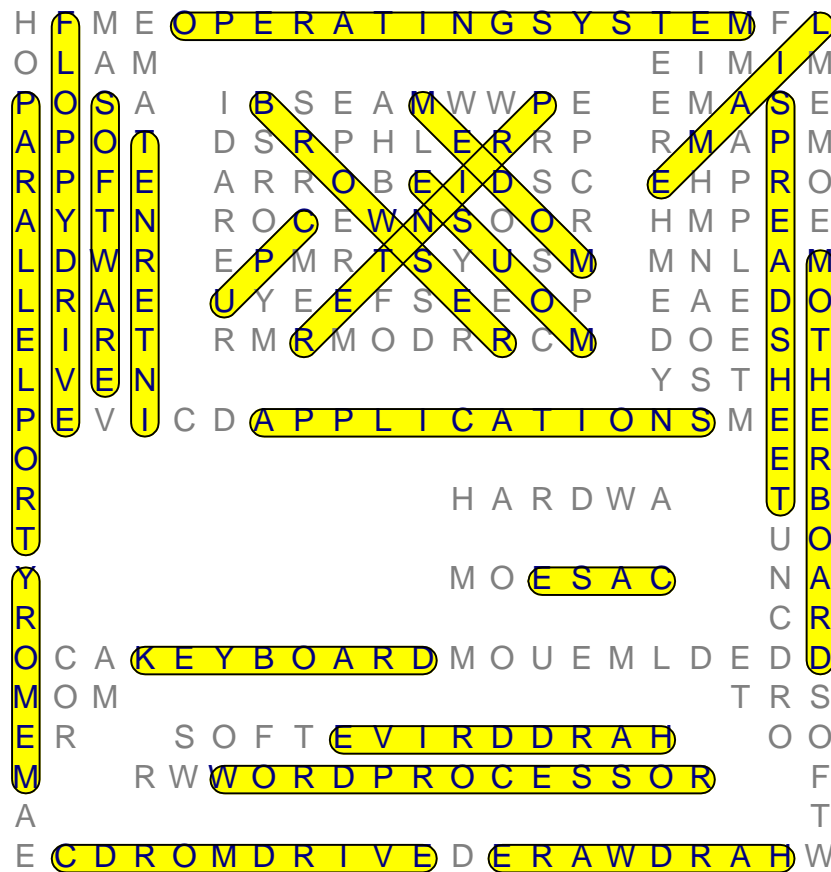 H F M E O P E R A T I N G S Y S T E M F L
O L A M E I M I M
P O S A I B S E A M W W P E E M A S E
A P O T D S R P H L E R R P R M A P M
R P F E A R R O B E I D S C E H P R O
A Y T N R O C E W N S O O R H M P E E
L D W R E P M R T S Y U S M M N L A M
L R A E U Y E E F S E E O P E A E D O
E I R T R M R M O D R R C M D O E S T
L V E N Y S T H H
P E V I C D A P P L I C A T I O N S M E E
O E R
R H A R D W A T B
T U O
Y M O E S A C N A
R C R
O C A K E Y B O A R D M O U E M L D E D D
M O M T R S
E R S O F T E V I R D D R A H O O
M R W W O R D P R O C E S S O R F
A T
E C D R O M D R I V E D E R A W D R A H W